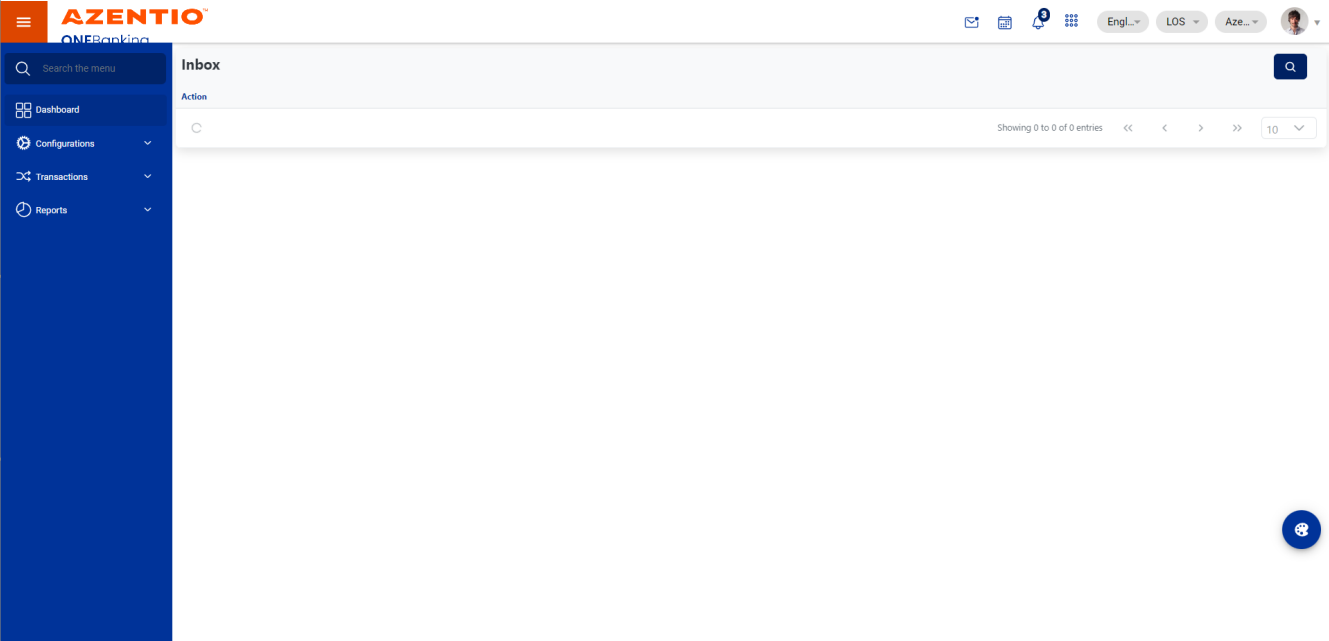 AZENTIO™
ONEBanking
3
Engl...
LOS
Aze...
Search the menu
Dashboard
Configurations
Transactions
Reports
Inbox
Action
Showing 0 to 0 of 0 entries
10